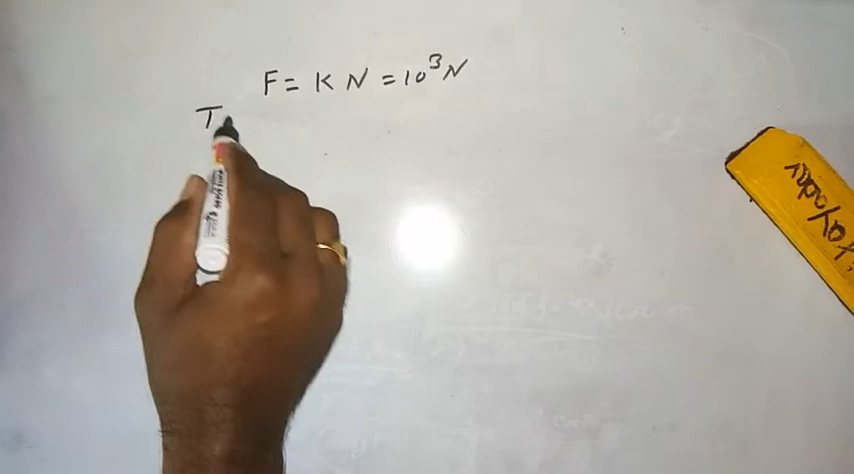 F = K N = 10³ N
T